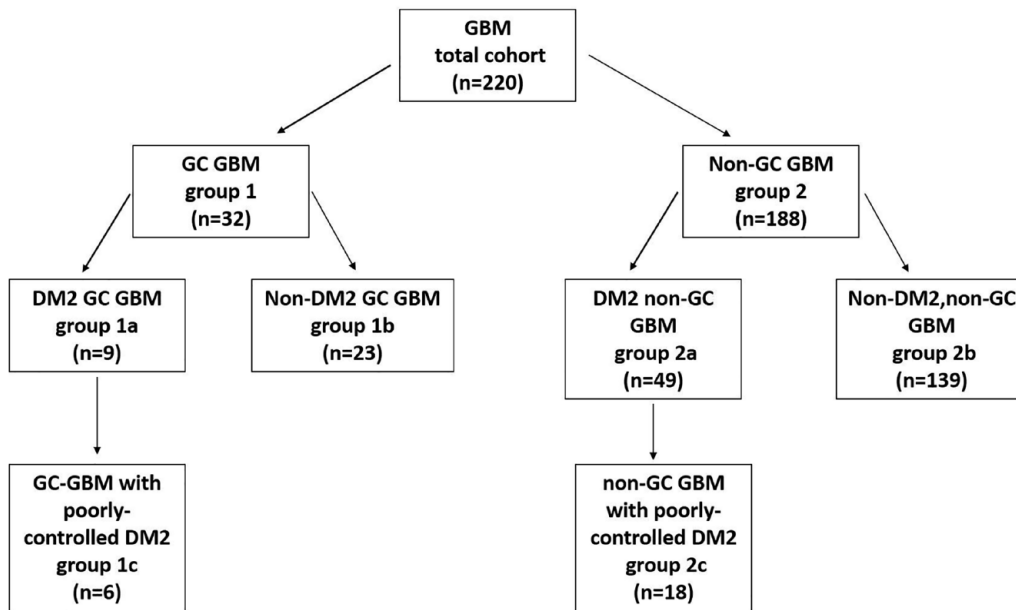 GBM
total cohort
(n=220)
GC GBM
group 1
(n=32)
Non-GC GBM
group 2
(n=188)
DM2 GC GBM
group 1a
(n=9)
Non-DM2 GC GBM
group 1b
(n=23)
DM2 non-GC
GBM
group 2a
(n=49)
Non-DM2,non-GC
GBM
group 2b
(n=139)
GC-GBM with
poorly-
controlled DM2
group 1c
(n=6)
non-GC GBM
with poorly-
controlled DM2
group 2c
(n=18)